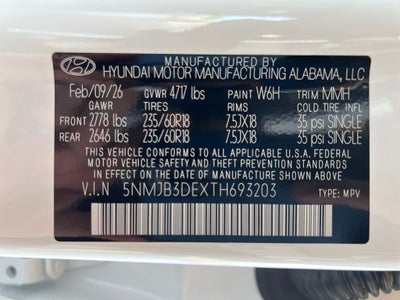 MANUFACTURED BY
HYUNDAI MOTOR MANUFACTURING ALABAMA, LLC
Feb/09/26 GVWR 4717 lbs PAINT W6H TRIM MMH
GAWR TIRES RIMS COLD TIRE INFL
FRONT 2778 lbs 235/60R18 7.5JX18 35 psi SINGLE
REAR 2646 lbs 235/60R18 7.5JX18 35 psi SINGLE
THIS VEHICLE CONFORMS TO ALL APPLICABLE U.S.A. FEDERAL
MOTOR VEHICLE SAFETY AND THEFT PREVENTION STANDARDS
IN EFFECT ON THE DATE OF MANUFACTURE SHOWN ABOVE.
V.I.N 5NMJB3DEXTH693203 TYPE: MPV